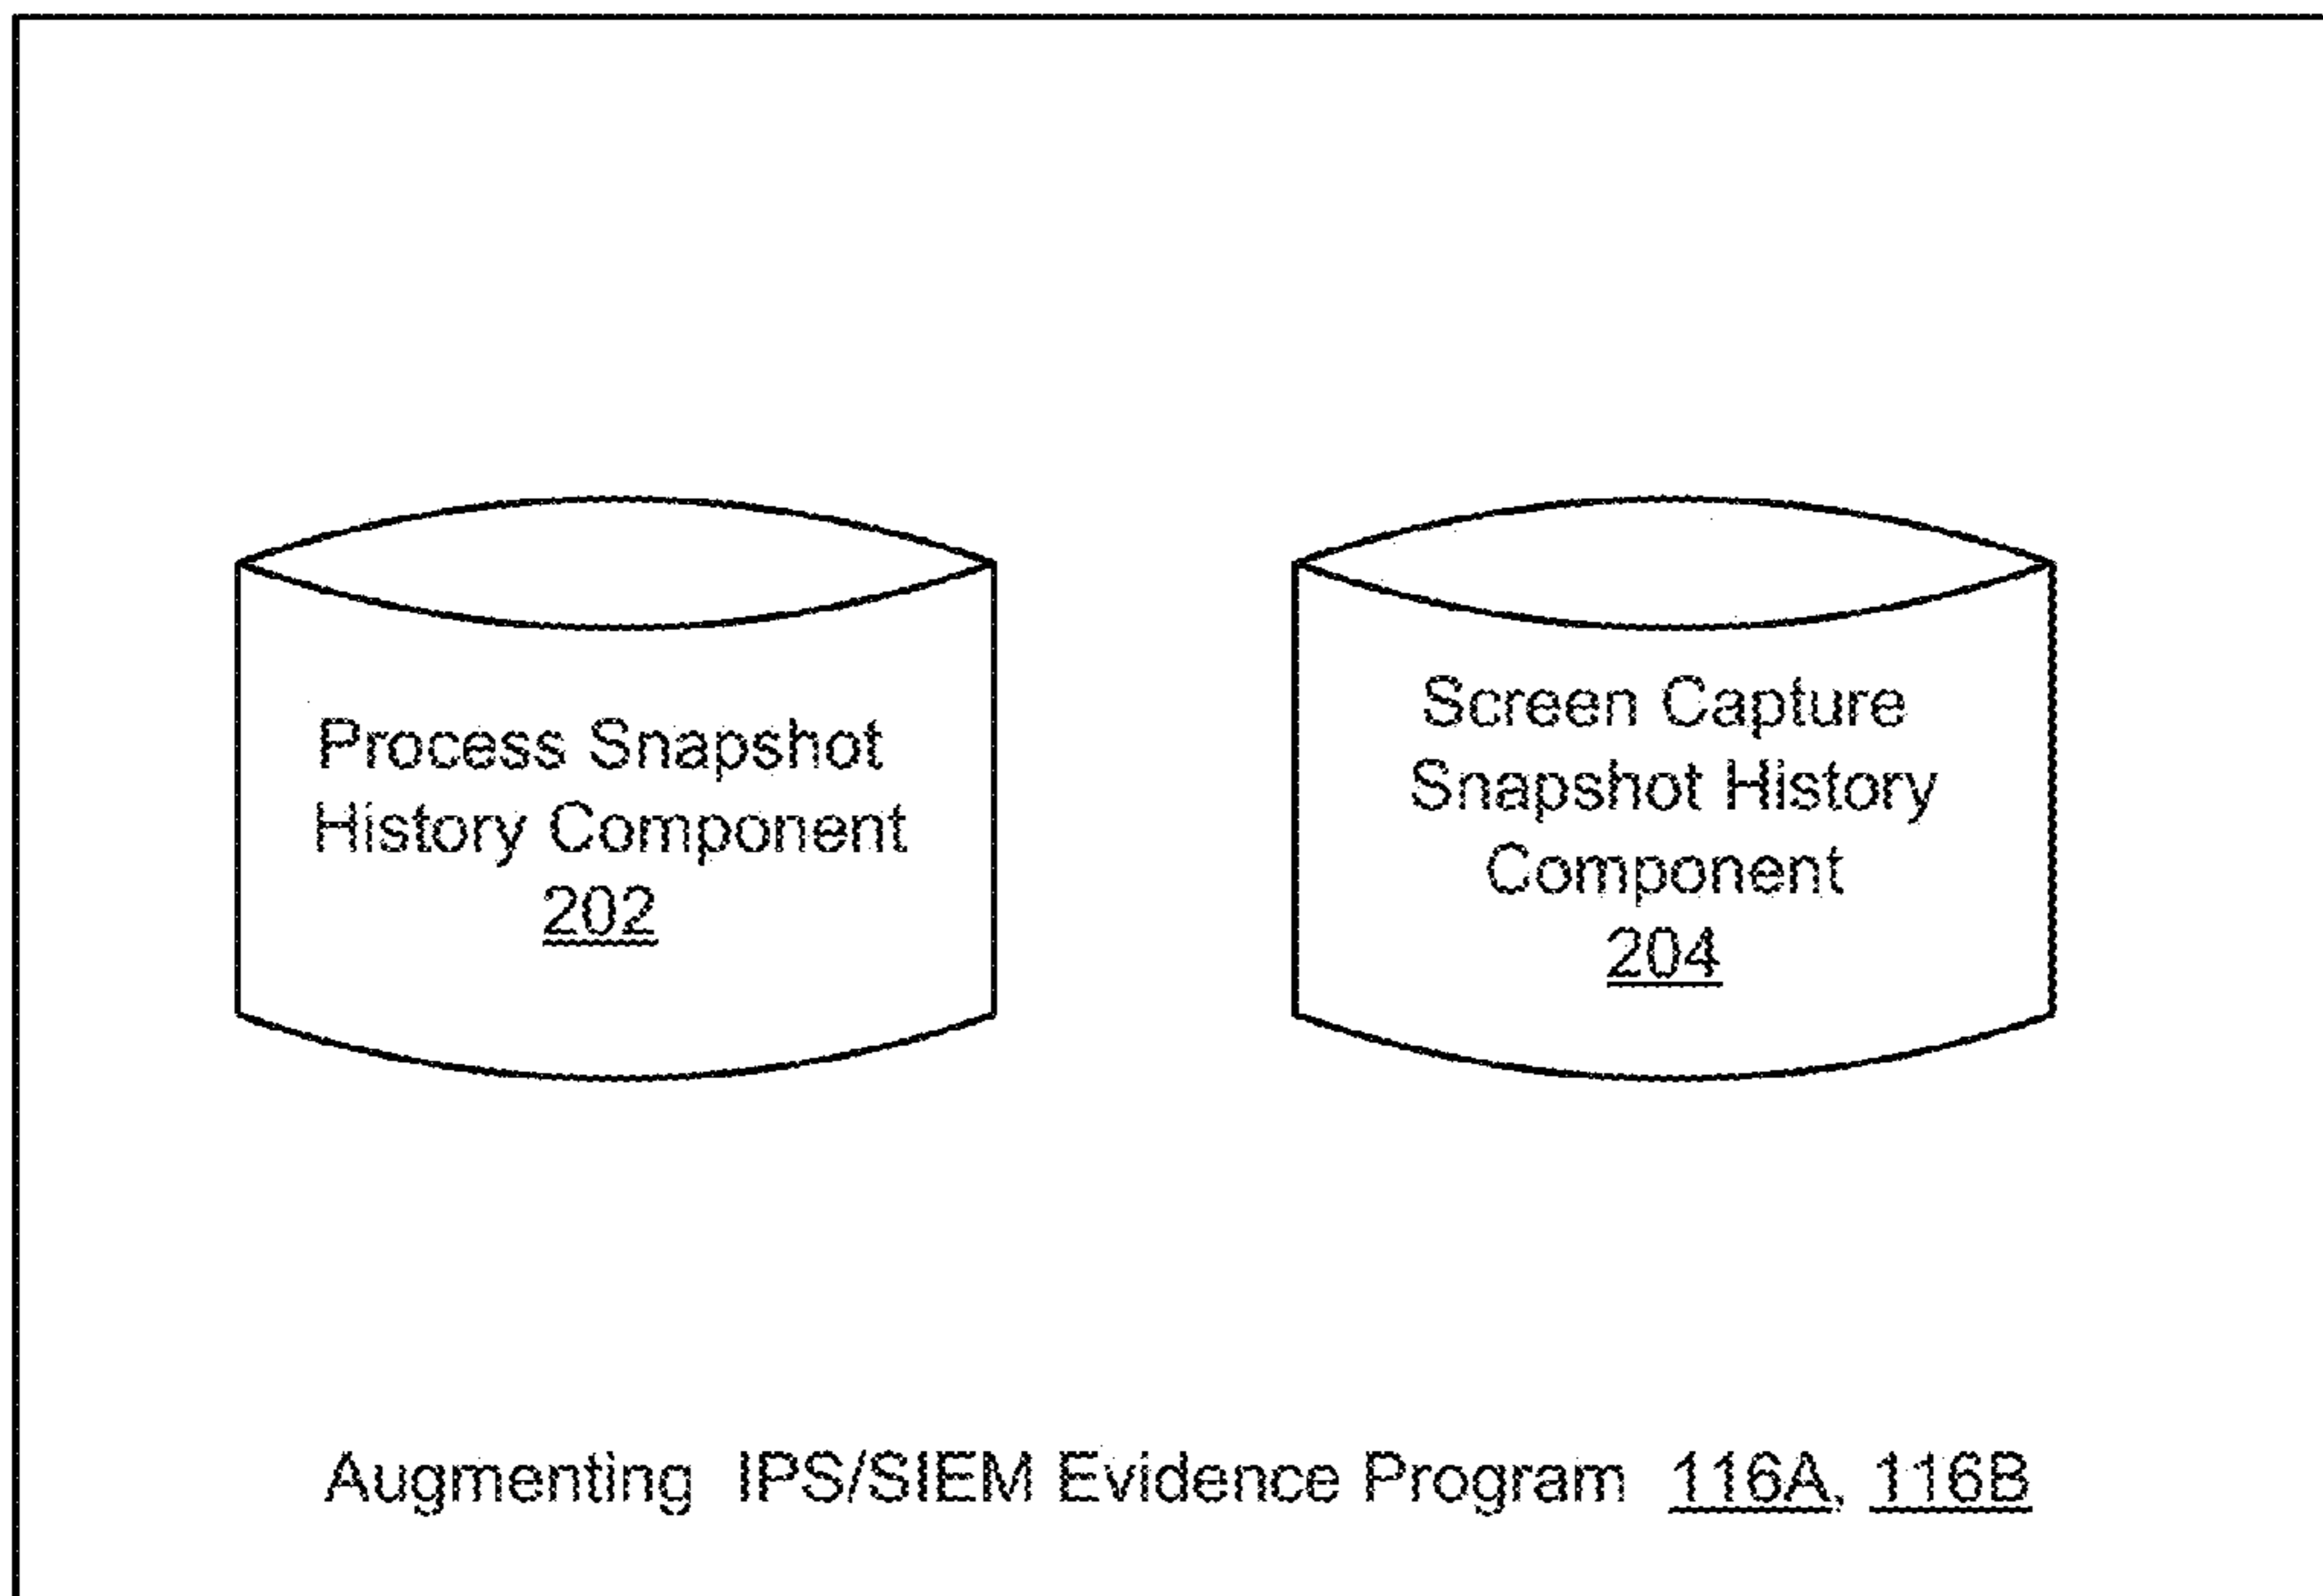 Process Snapshot
History Component
202
Screen Capture
Snapshot History
Component
204
Augmenting IPS/SIEM Evidence Program 116A, 116B